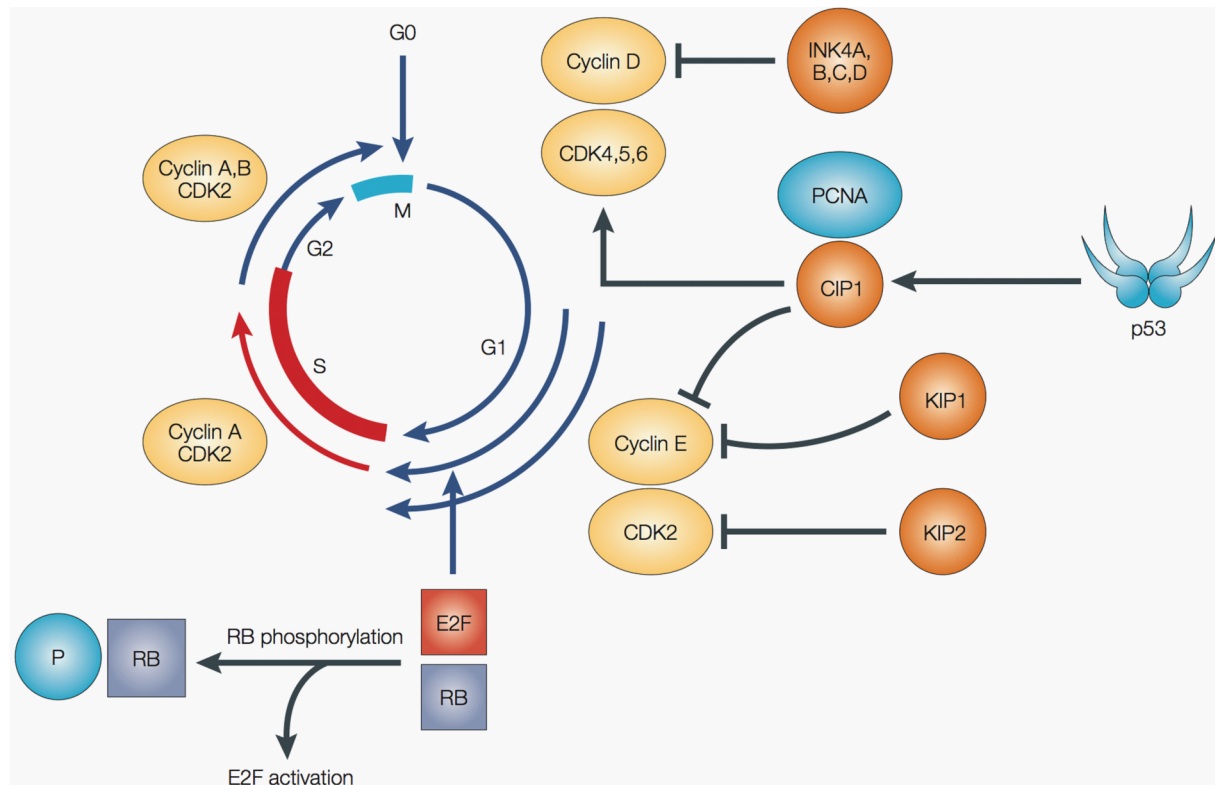 G0
Cyclin D
INK4A,
B,C,D
Cyclin A,B
CDK2
CDK4,5,6
PCNA
M
G2
CIP1
p53
G1
S
KIP1
Cyclin A
CDK2
Cyclin E
CDK2
KIP2
E2F
RB phosphorylation
P
RB
RB
E2F activation